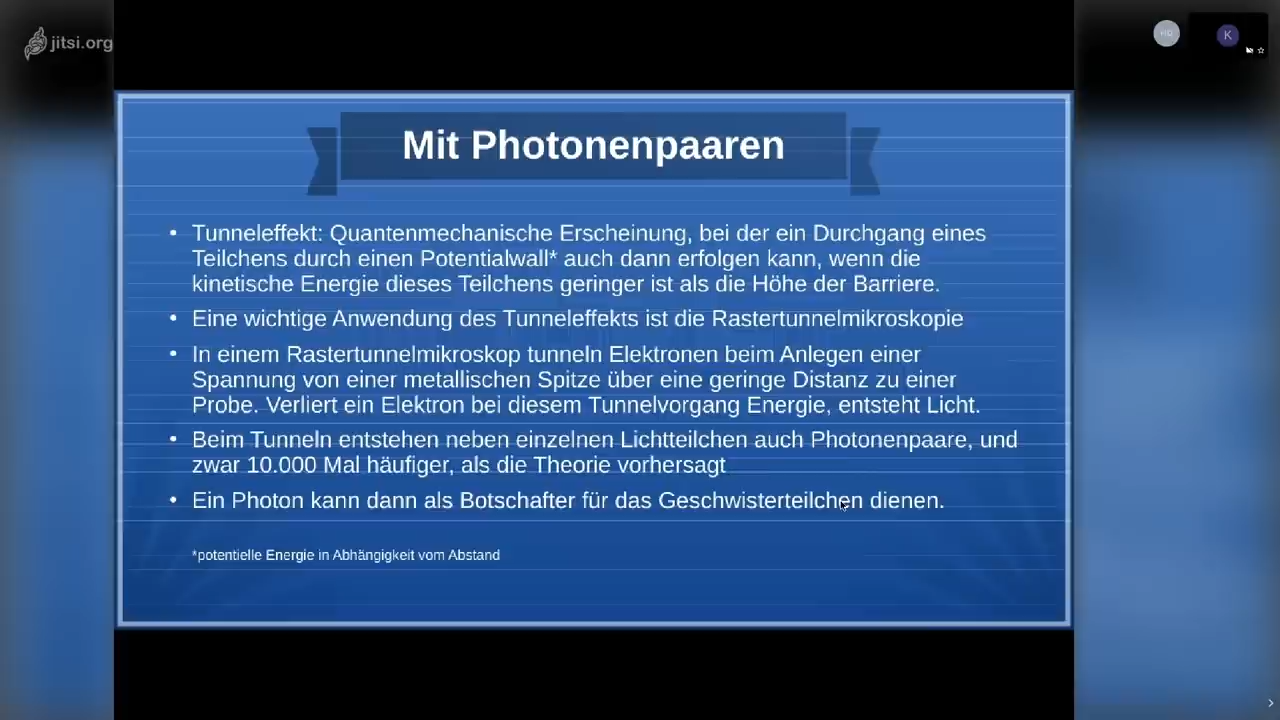 jitsi.org
HD
K
Mit Photonenpaaren
• Tunneleffekt: Quantenmechanische Erscheinung, bei der ein Durchgang eines
Teilchens durch einen Potentialwall* auch dann erfolgen kann, wenn die
kinetische Energie dieses Teilchens geringer ist als die Höhe der Barriere.
• Eine wichtige Anwendung des Tunneleffekts ist die Rastertunnelmikroskopie
• In einem Rastertunnelmikroskop tunneln Elektronen beim Anlegen einer
Spannung von einer metallischen Spitze über eine geringe Distanz zu einer
Probe. Verliert ein Elektron bei diesem Tunnelvorgang Energie, entsteht Licht.
• Beim Tunneln entstehen neben einzelnen Lichtteilchen auch Photonenpaare, und
zwar 10.000 Mal häufiger, als die Theorie vorhersagt
• Ein Photon kann dann als Botschafter für das Geschwisterteilchen dienen.
*potentielle Energie in Abhängigkeit vom Abstand